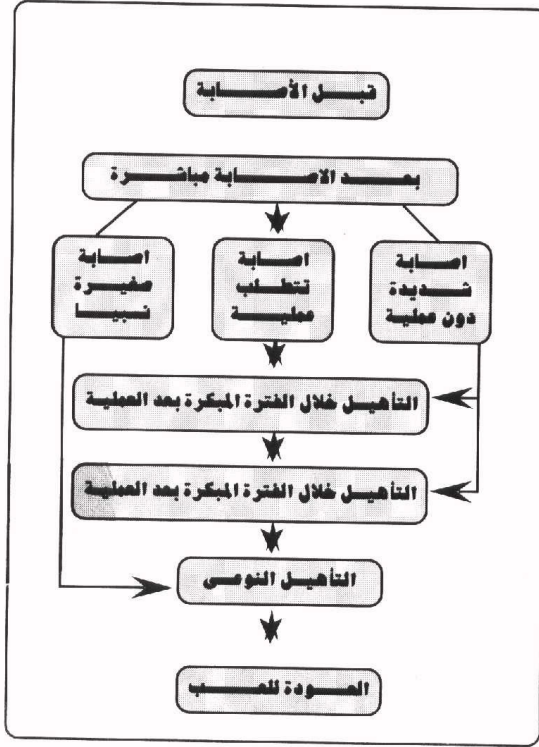 قبل الأصابة
بعد الاصابة مباشرة
اصابة
شديدة
دون عملية
اصابة
تتطلب
عملية
اصابة
صغيرة
نبيا
التأهيل خلال الفترة المبكرة بعد العملية
التأهيل خلال الفترة المبكرة بعد العملية
التأهيل النوعى
العودة للعب